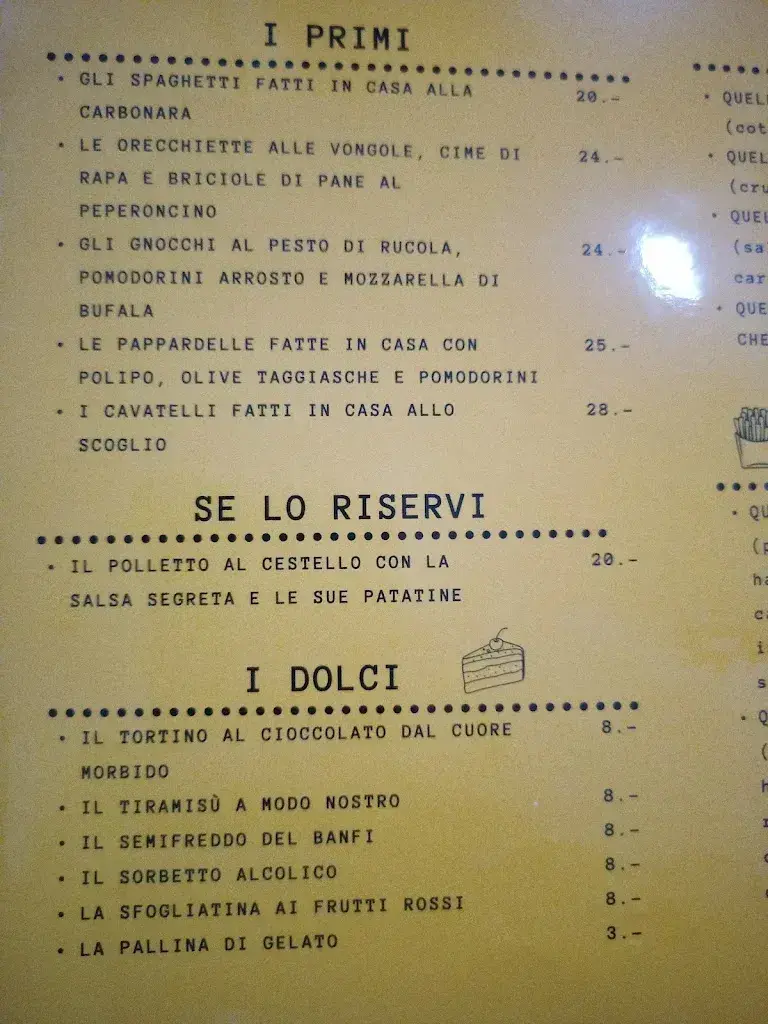 I PRIMI
• GLI SPAGHETTI FATTI IN CASA ALLA 20.-
CARBONARA
• LE ORECCHIETTE ALLE VONGOLE, CIME DI 24.-
RAPA E BRICIOLE DI PANE AL
PEPERONCINO
• GLI GNOCCHI AL PESTO DI RUCOLA, 24.-
POMODORINI ARROSTO E MOZZARELLA DI
BUFALA
• LE PAPPARDELLE FATTE IN CASA CON 25.-
POLIPO, OLIVE TAGGIASCHE E POMODORINI
• I CAVATELLI FATTI IN CASA ALLO 28.-
SCOGLIO
SE LO RISERVI
• IL POLLETTO AL CESTELLO CON LA 20.-
SALSA SEGRETA E LE SUE PATATINE
I DOLCI
• IL TORTINO AL CIOCCOLATO DAL CUORE 8.-
MORBIDO
• IL TIRAMISÙ A MODO NOSTRO 8.-
• IL SEMIFREDDO DEL BANFI 8.-
• IL SORBETTO ALCOLICO 8.-
• LA SFOGLIATINA AI FRUTTI ROSSI 8.-
• LA PALLINA DI GELATO 3.-